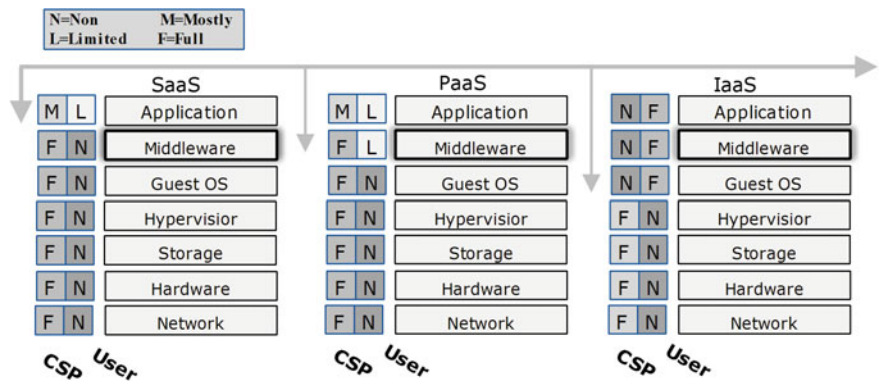 N=Non M=Mostly
L=Limited F=Full
SaaS PaaS IaaS
M L Application M L Application N F Application
F N Middleware F L Middleware N F Middleware
F N Guest OS F N Guest OS N F Guest OS
F N Hypervisior F N Hypervisior F N Hypervisior
F N Storage F N Storage F N Storage
F N Hardware F N Hardware F N Hardware
F N Network F N Network F N Network
CSP User CSP User CSP User